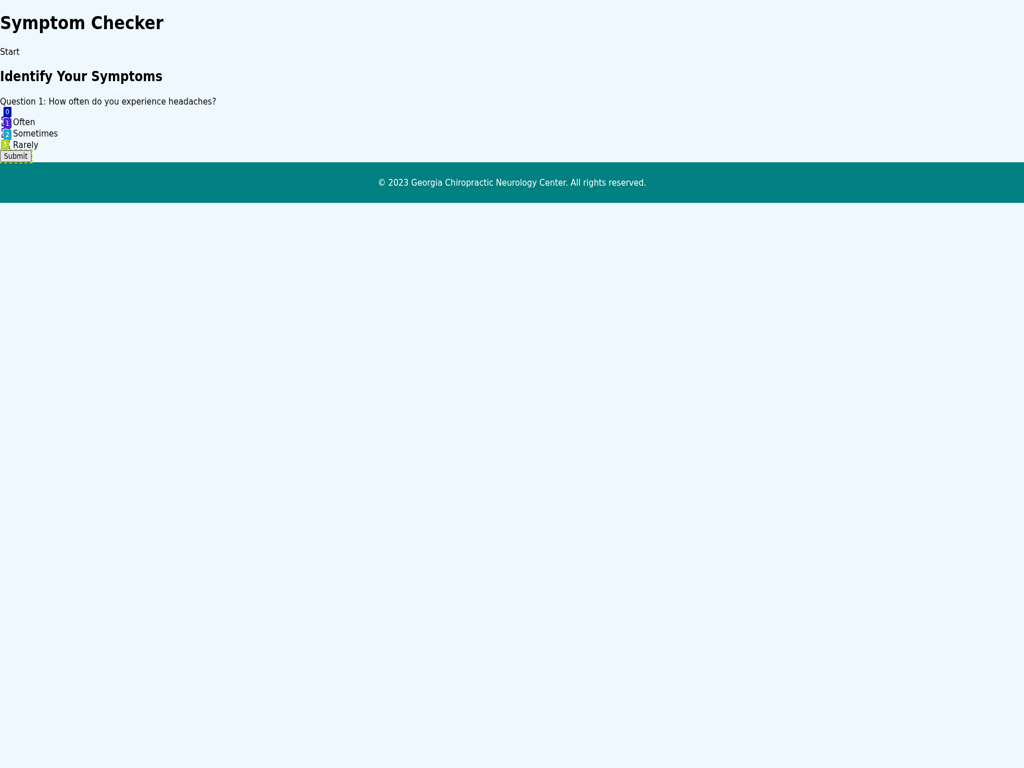 Symptom Checker
Start
Identify Your Symptoms
Question 1: How often do you experience headaches?
0
1 Often
2 Sometimes
3 Rarely
Submit
© 2023 Georgia Chiropractic Neurology Center. All rights reserved.